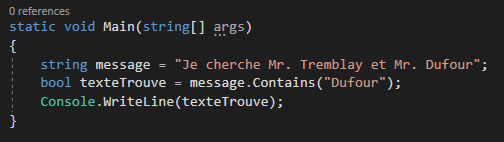 0 references
static void Main(string[] args)
{
string message = "Je cherche Mr. Tremblay et Mr. Dufour";
bool texteTrouve = message.Contains("Dufour");
Console.WriteLine(texteTrouve);
}